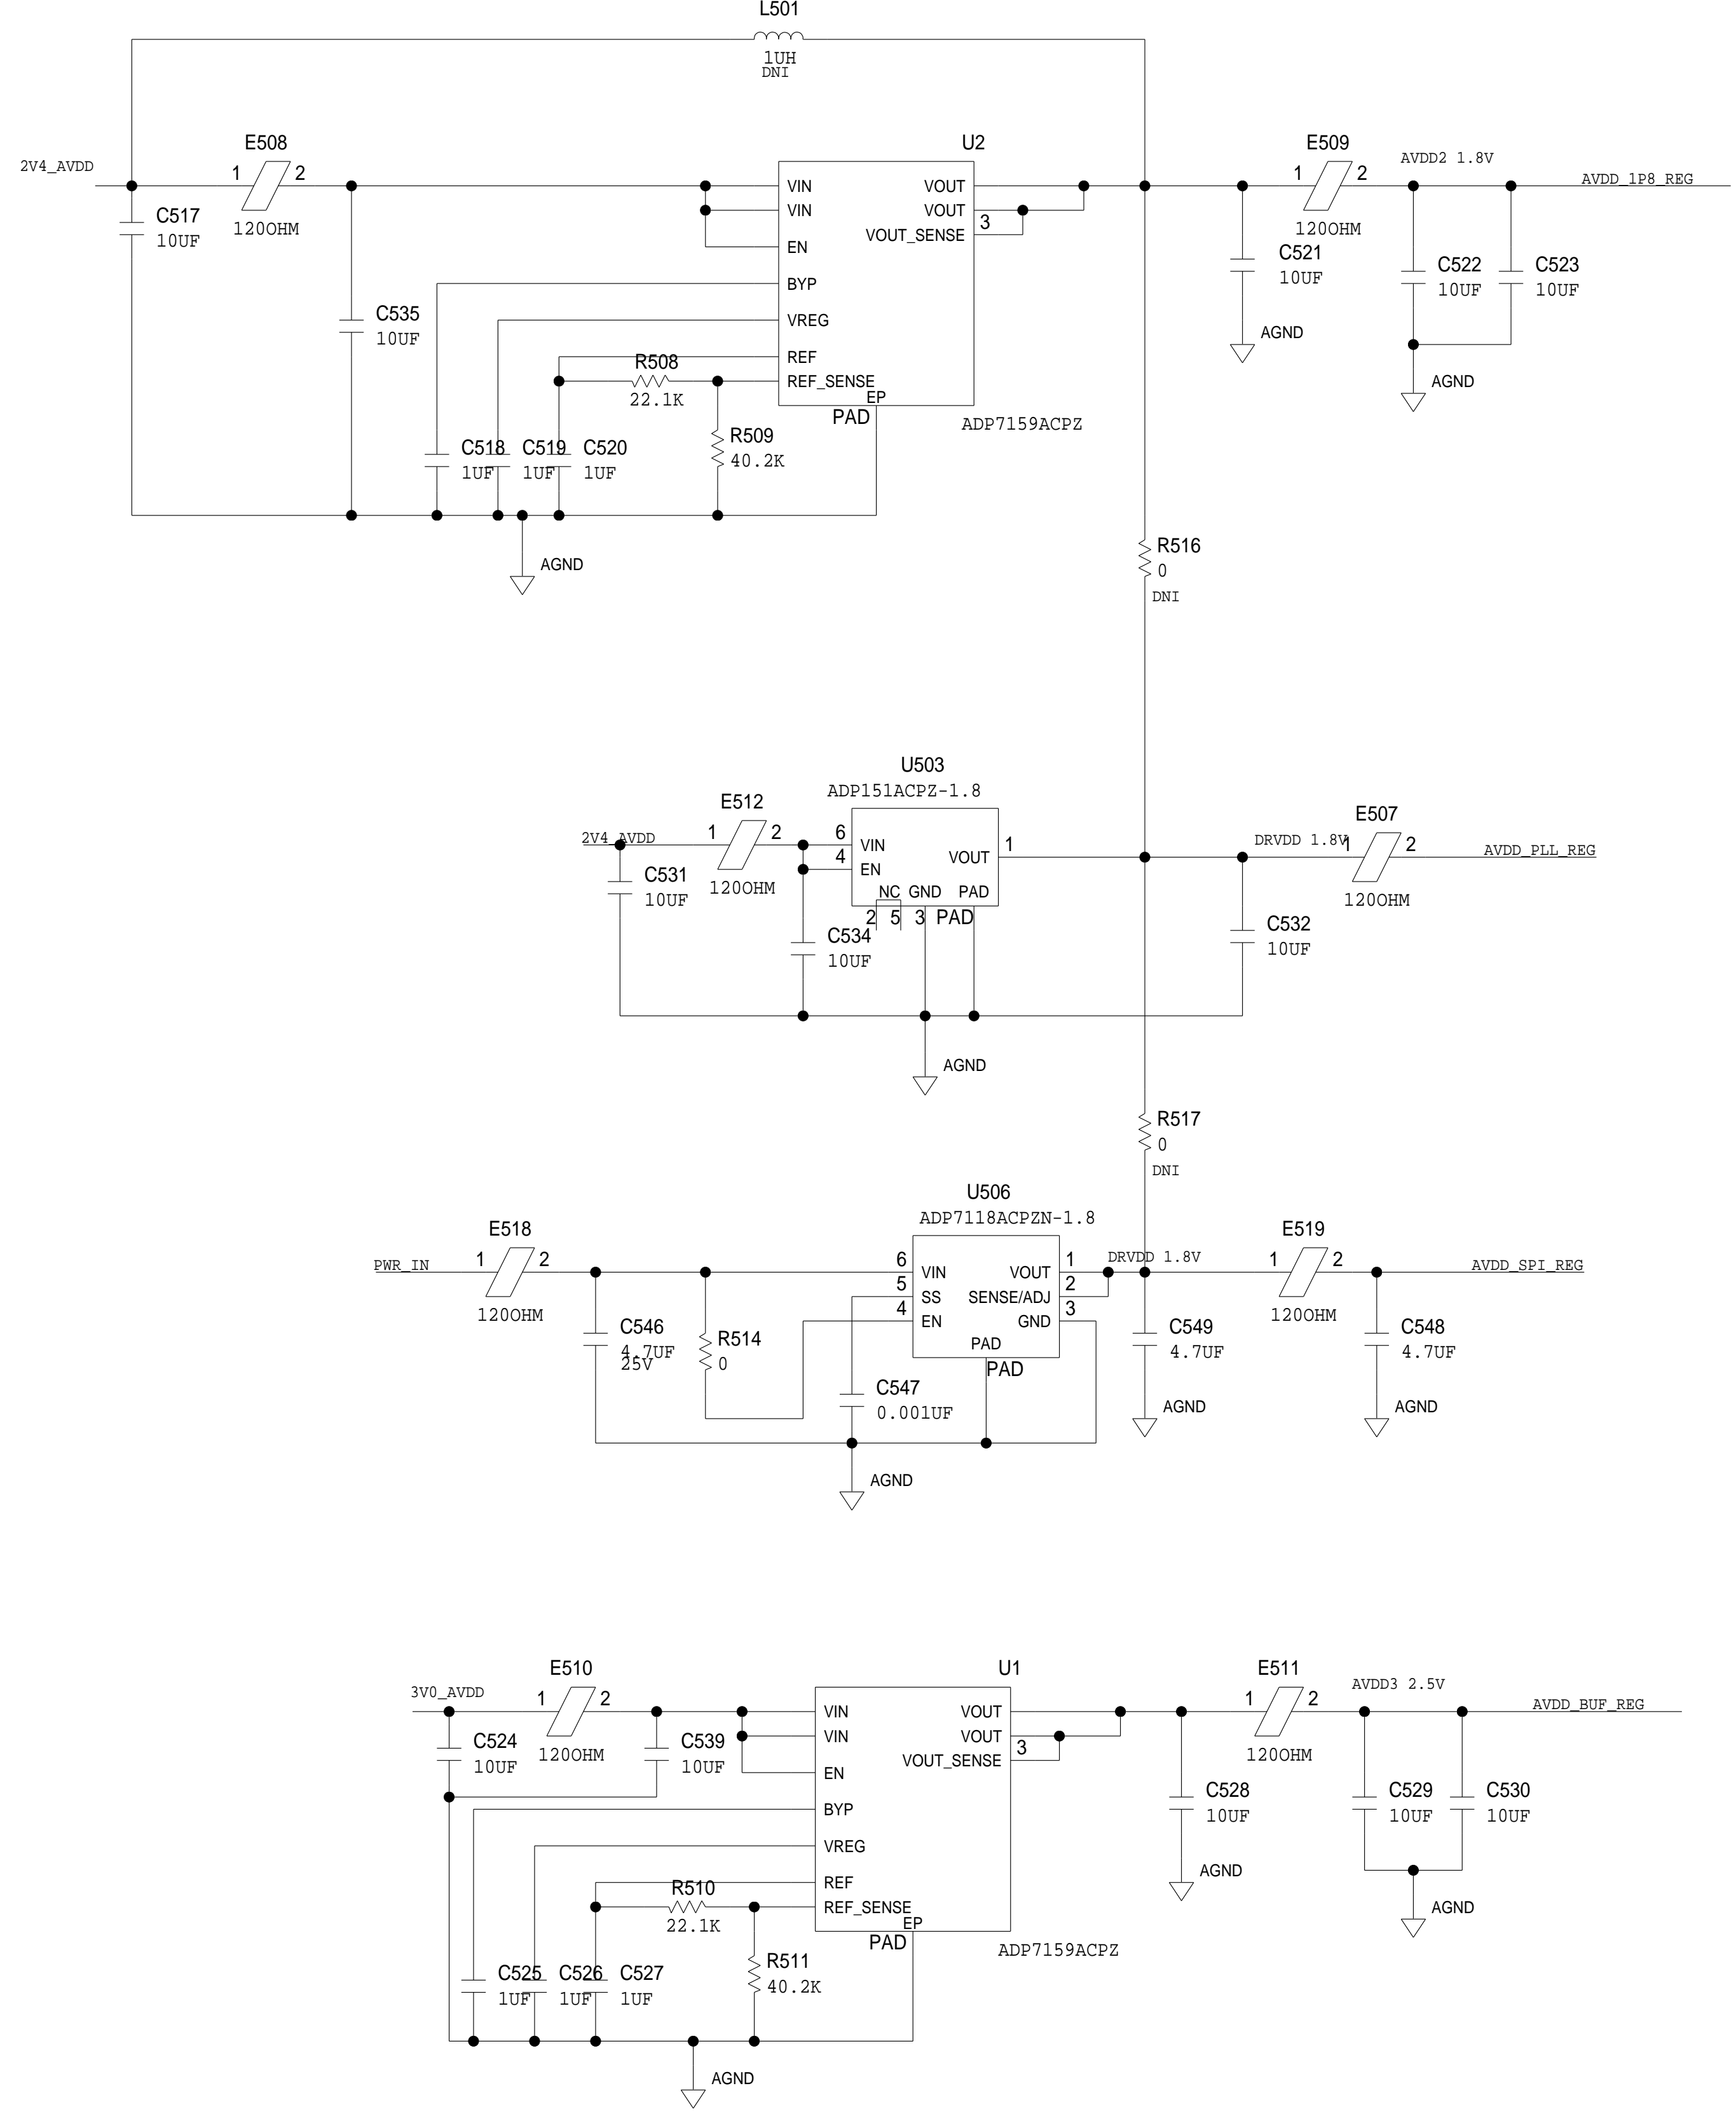 L501
1UH
DNI
2V4_AVDD
E508
1 2
120OHM
C517
10UF
C535
10UF
U2
VIN
VIN
EN
BYP
VREG
REF
REF_SENSE
EP
PAD
VOUT
VOUT
VOUT_SENSE
3
ADP7159ACPZ
R508
22.1K
R509
40.2K
C518
1UF
C519
1UF
C520
1UF
AGND
E509
1 2
120OHM
AVDD2 1.8V
AVDD_1P8_REG
C521
10UF
AGND
C522
10UF
C523
10UF
AGND
R516
0
DNI
U503
ADP151ACPZ-1.8
2V4_AVDD
E512
1 2
120OHM
C531
10UF
C534
10UF
6 VIN
4 EN
VOUT 1
NC GND PAD
2 5 3 PAD
AGND
DRVDD 1.8V
E507
1 2
120OHM
AVDD_PLL_REG
C532
10UF
R517
0
DNI
U506
ADP7118ACPZN-1.8
PWR_IN
E518
1 2
120OHM
C546
4.7UF
25V
R514
0
6 VIN
5 SS
4 EN
VOUT 1
SENSE/ADJ 2
GND 3
PAD
PAD
C547
0.001UF
AGND
DRVDD 1.8V
E519
1 2
120OHM
AVDD_SPI_REG
C549
4.7UF
AGND
C548
4.7UF
AGND
3V0_AVDD
E510
1 2
120OHM
C524
10UF
C539
10UF
U1
VIN
VIN
EN
BYP
VREG
REF
REF_SENSE
EP
PAD
VOUT
VOUT
VOUT_SENSE
3
ADP7159ACPZ
R510
22.1K
R511
40.2K
C525
1UF
C526
1UF
C527
1UF
AGND
E511
1 2
120OHM
AVDD3 2.5V
AVDD_BUF_REG
C528
10UF
AGND
C529
10UF
C530
10UF
AGND